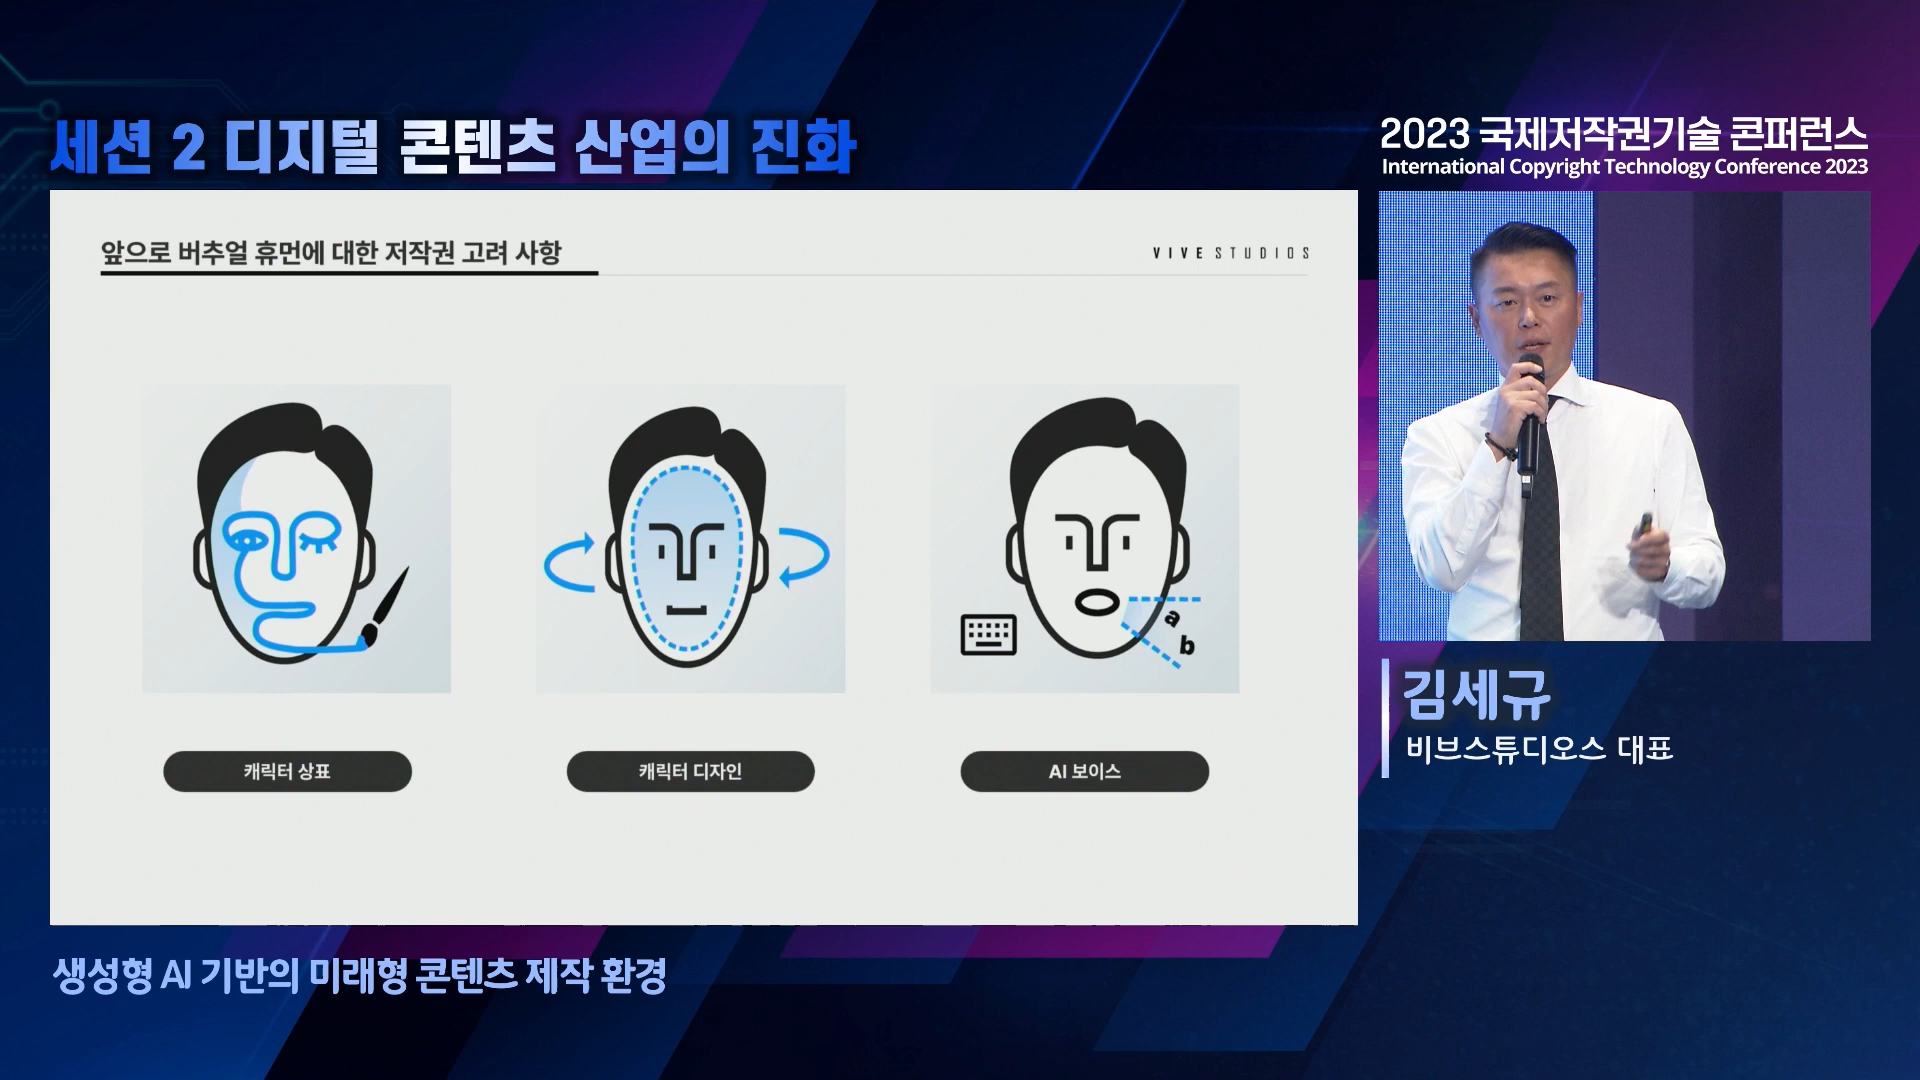 세션 2 디지털 콘텐츠 산업의 진화
2023 국제저작권기술 콘퍼런스
International Copyright Technology Conference 2023
앞으로 버추얼 휴먼에 대한 저작권 고려 사항
VIVE STUDIOS
a
b
캐릭터 상표
캐릭터 디자인
AI 보이스
김세규
비브스튜디오스 대표
생성형 AI 기반의 미래형 콘텐츠 제작 환경